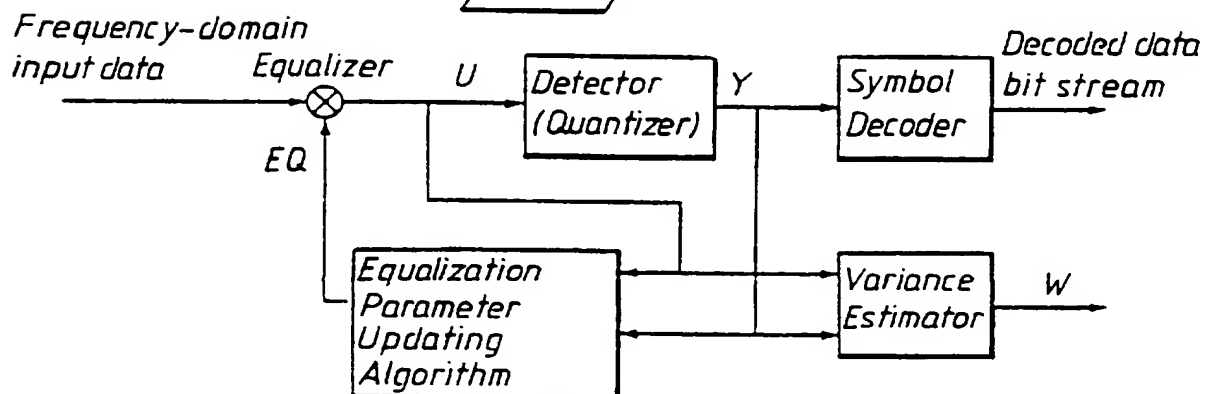 Frequency-domain
input data
Equalizer
U
Detector
(Quantizer)
Y
Symbol
Decoder
Decoded data
bit stream
EQ
Equalization
Parameter
Updating
Algorithm
Variance
Estimator
W